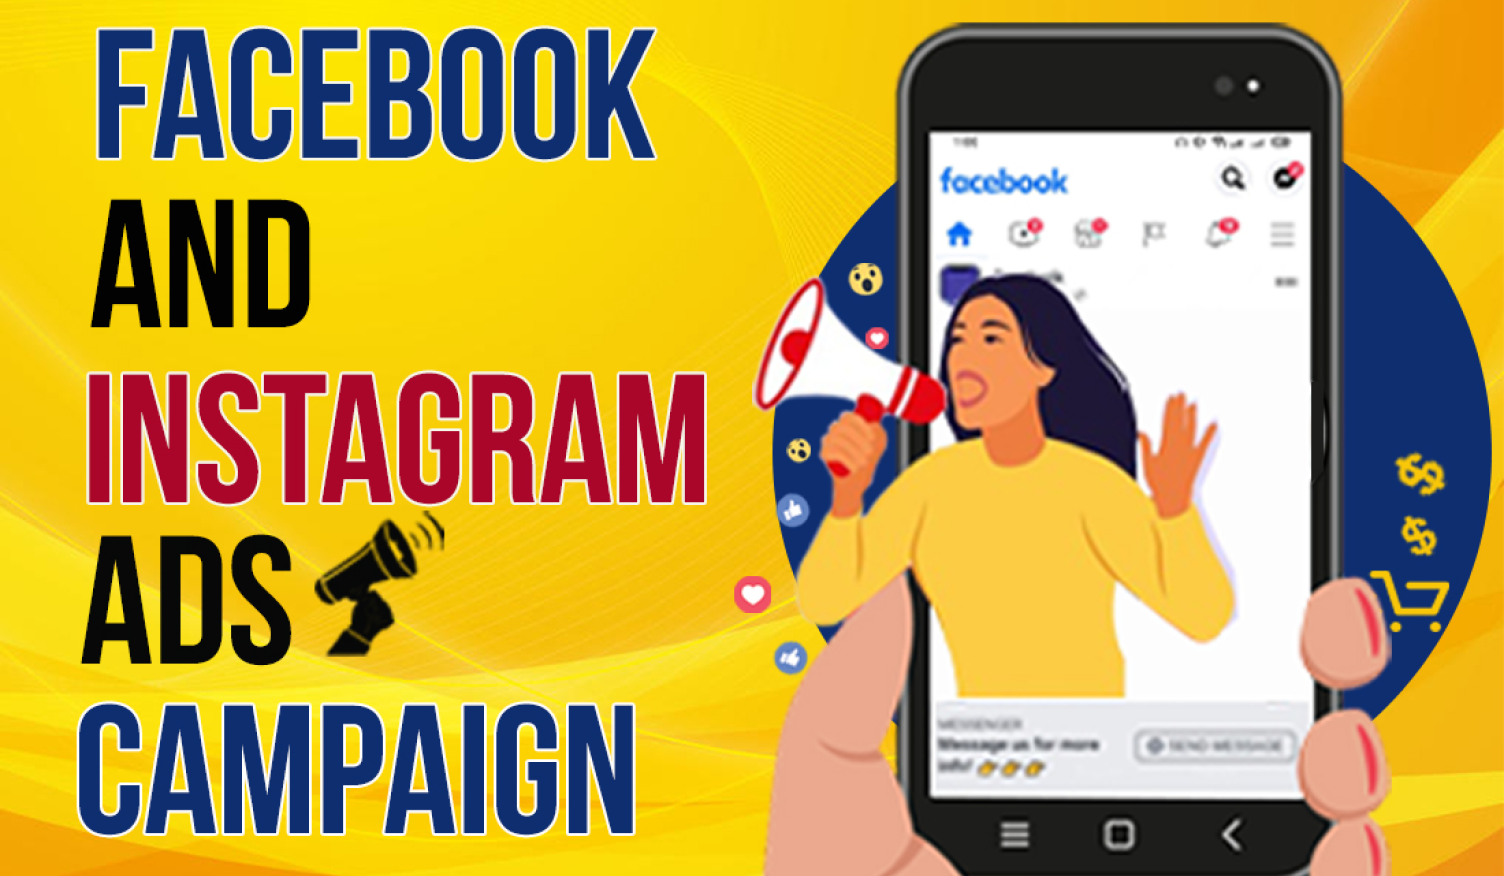 FACEBOOK
AND
INSTAGRAM
ADS
CAMPAIGN
facebook
MESSENGER
Message us for more
info! 👉👉👉
SEND MESSAGE
$
$